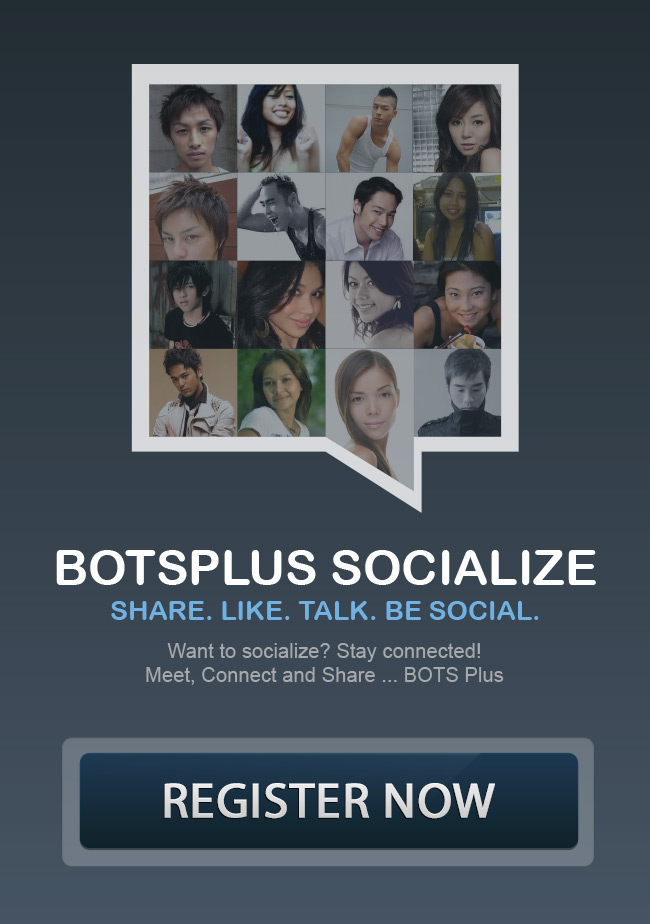 BOTSPLUS SOCIALIZE
SHARE. LIKE. TALK. BE SOCIAL.
Want to socialize? Stay connected!
Meet, Connect and Share ... BOTS Plus
REGISTER NOW